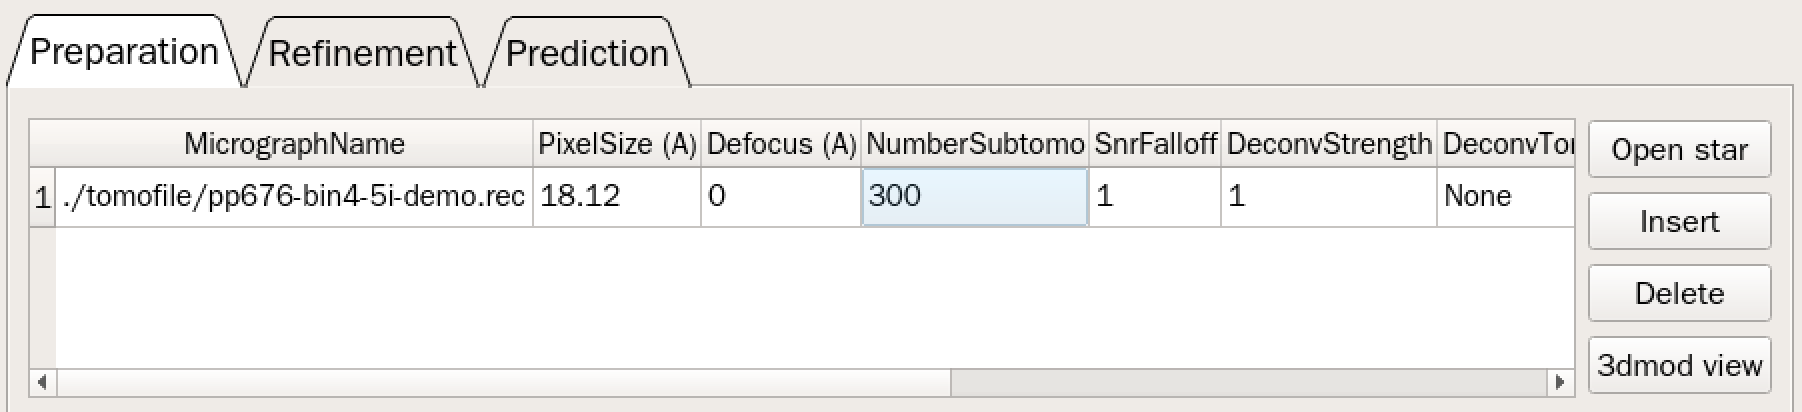 Preparation Refinement Prediction
MicrographName PixelSize (A) Defocus (A) NumberSubtomo SnrFalloff DeconvStrength DeconvTo
1 ./tomofile/pp676-bin4-5i-demo.rec 18.12 0 300 1 1 None
Open star
Insert
Delete
3dmod view